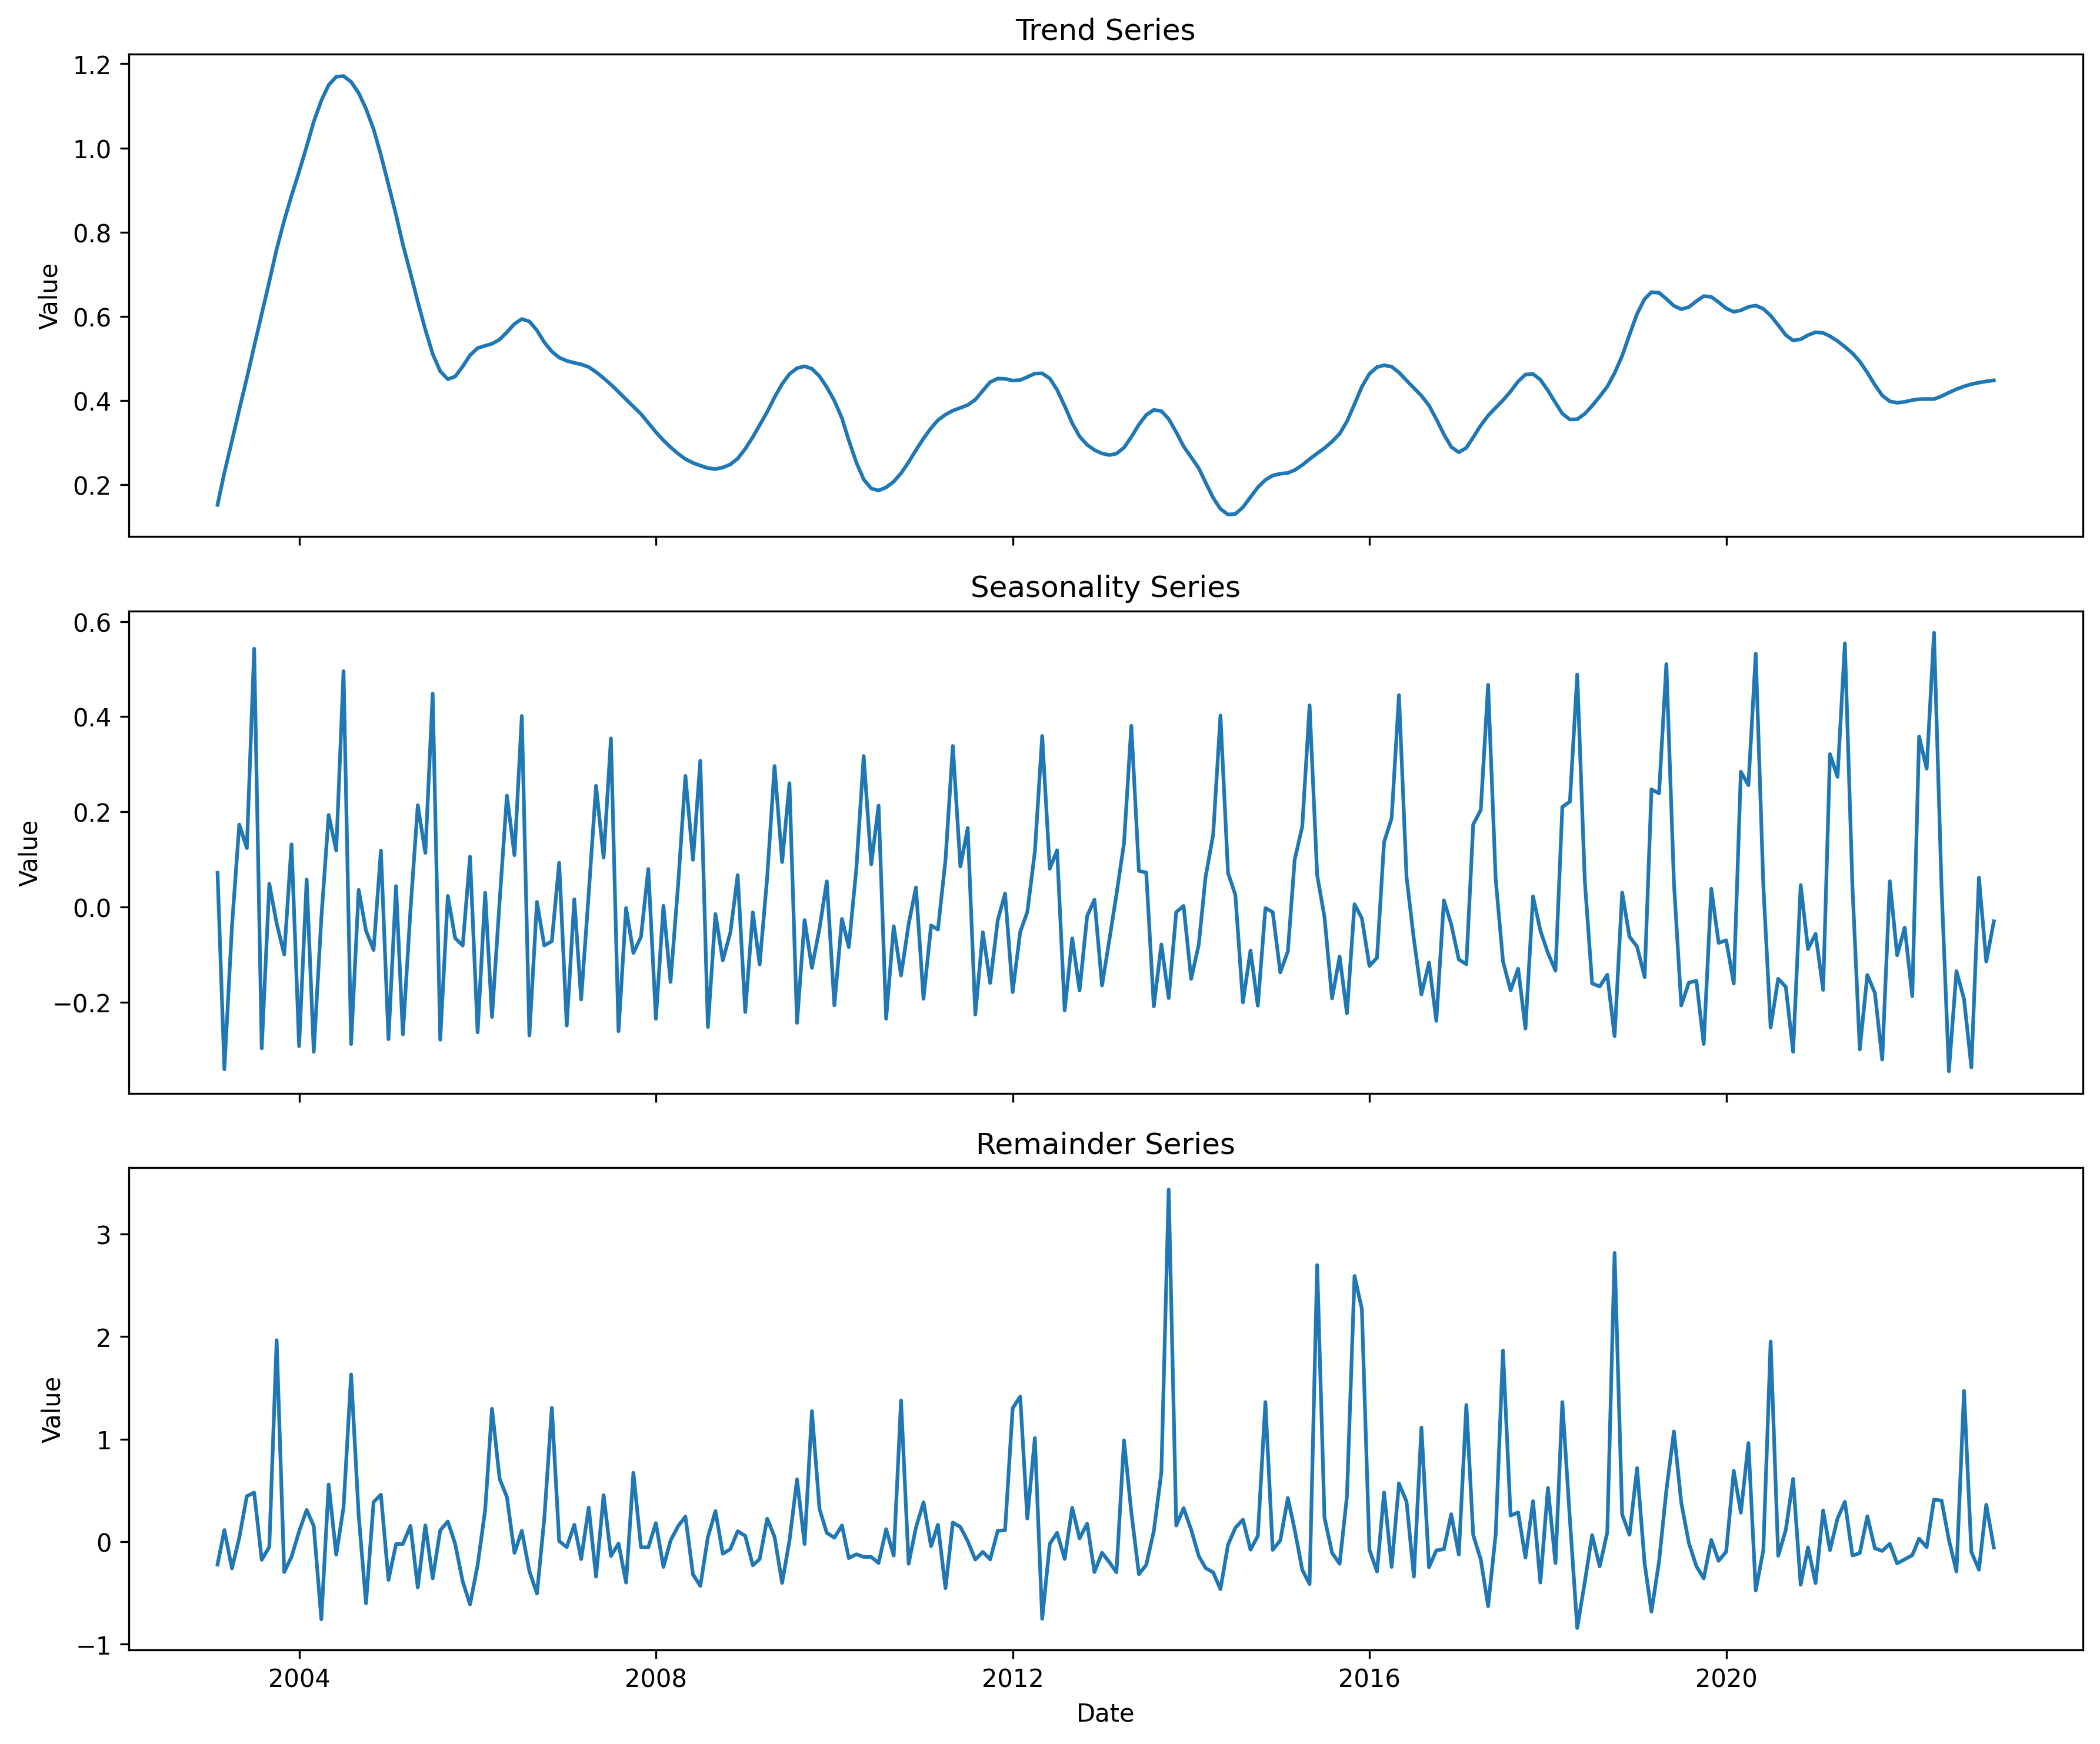 Trend Series
1.2
1.0
0.8
0.6
0.4
0.2
Value
Seasonality Series
0.6
0.4
0.2
0.0
−0.2
Value
Remainder Series
3
2
1
0
−1
Value
2004 2008 2012 2016 2020
Date